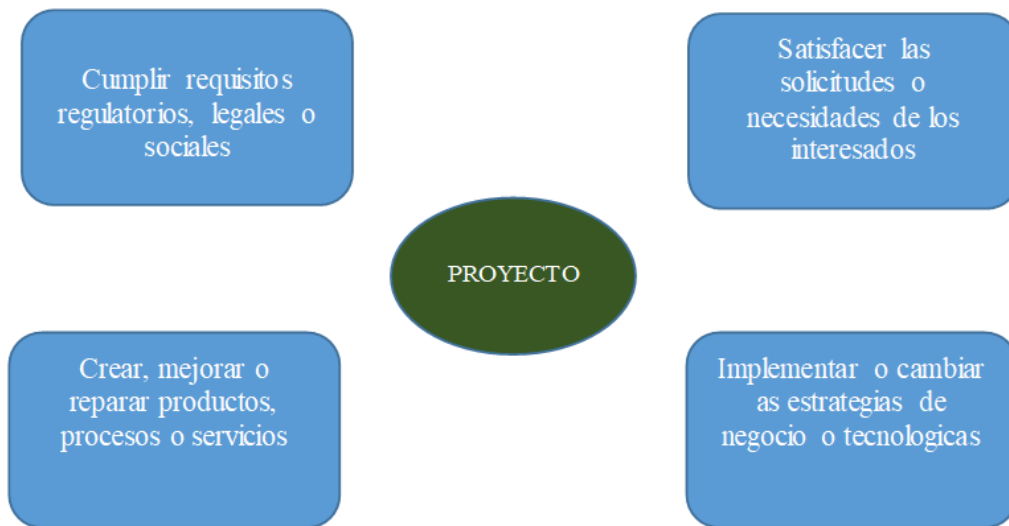 Cumplir requisitos
regulatorios, legales o
sociales
Satisfacer las
solicitudes o
necesidades de los
interesados
PROYECTO
Crear, mejorar o
reparar productos,
procesos o servicios
Implementar o cambiar
as estrategias de
negocio o tecnologicas